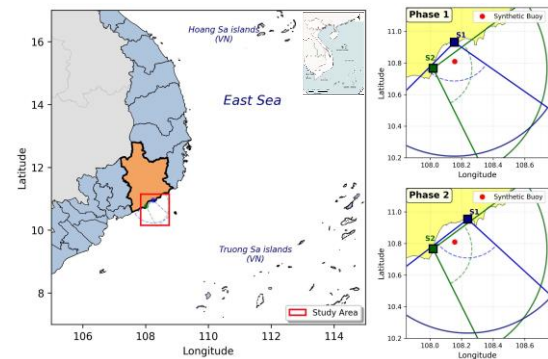 16
14
12
10
8
106
108
110
112
114
Latitude
Longitude
Hoang Sa islands
(VN)
East Sea
Truong Sa islands
(VN)
Study Area
Phase 1
Synthetic Buoy
S1
S2
11.0
10.8
10.6
10.4
10.2
108.0
108.2
108.4
108.6
Latitude
Longitude
Phase 2
Synthetic Buoy
S1
S2
11.0
10.8
10.6
10.4
10.2
108.0
108.2
108.4
108.6
Latitude
Longitude